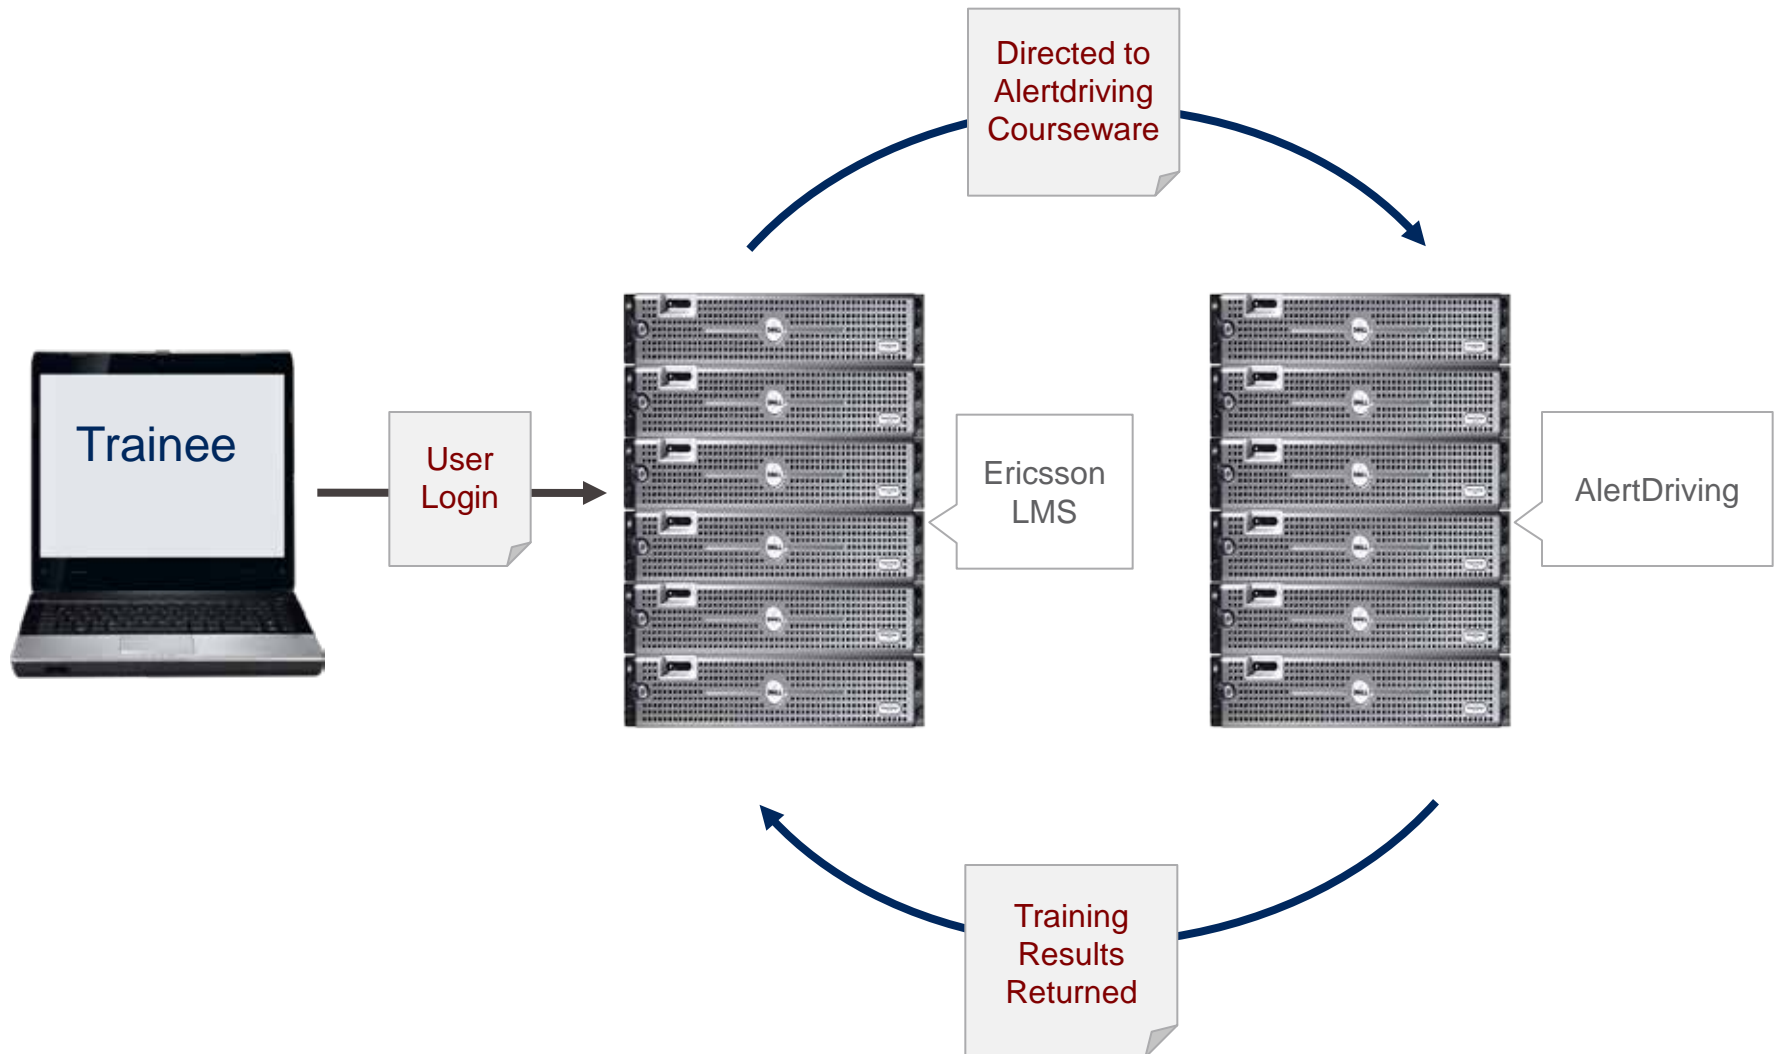 Directed to
Alertdriving
Courseware
Trainee
User
Login
Ericsson
LMS
AlertDriving
Training
Results
Returned